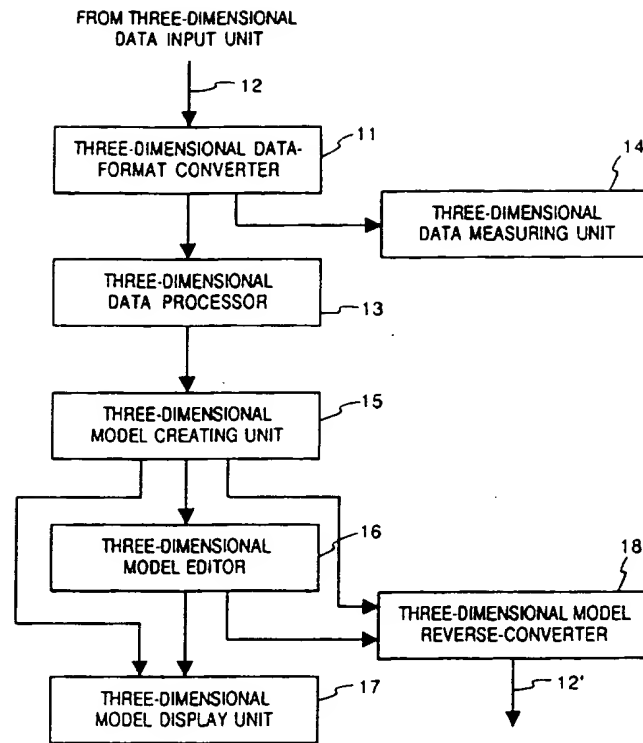 FROM THREE-DIMENSIONAL
DATA INPUT UNIT
12
11
THREE-DIMENSIONAL DATA-
FORMAT CONVERTER
14
THREE-DIMENSIONAL
DATA MEASURING UNIT
THREE-DIMENSIONAL
DATA PROCESSOR
13
15
THREE-DIMENSIONAL
MODEL CREATING UNIT
16
THREE-DIMENSIONAL
MODEL EDITOR
18
THREE-DIMENSIONAL MODEL
REVERSE-CONVERTER
12'
THREE-DIMENSIONAL
MODEL DISPLAY UNIT
17